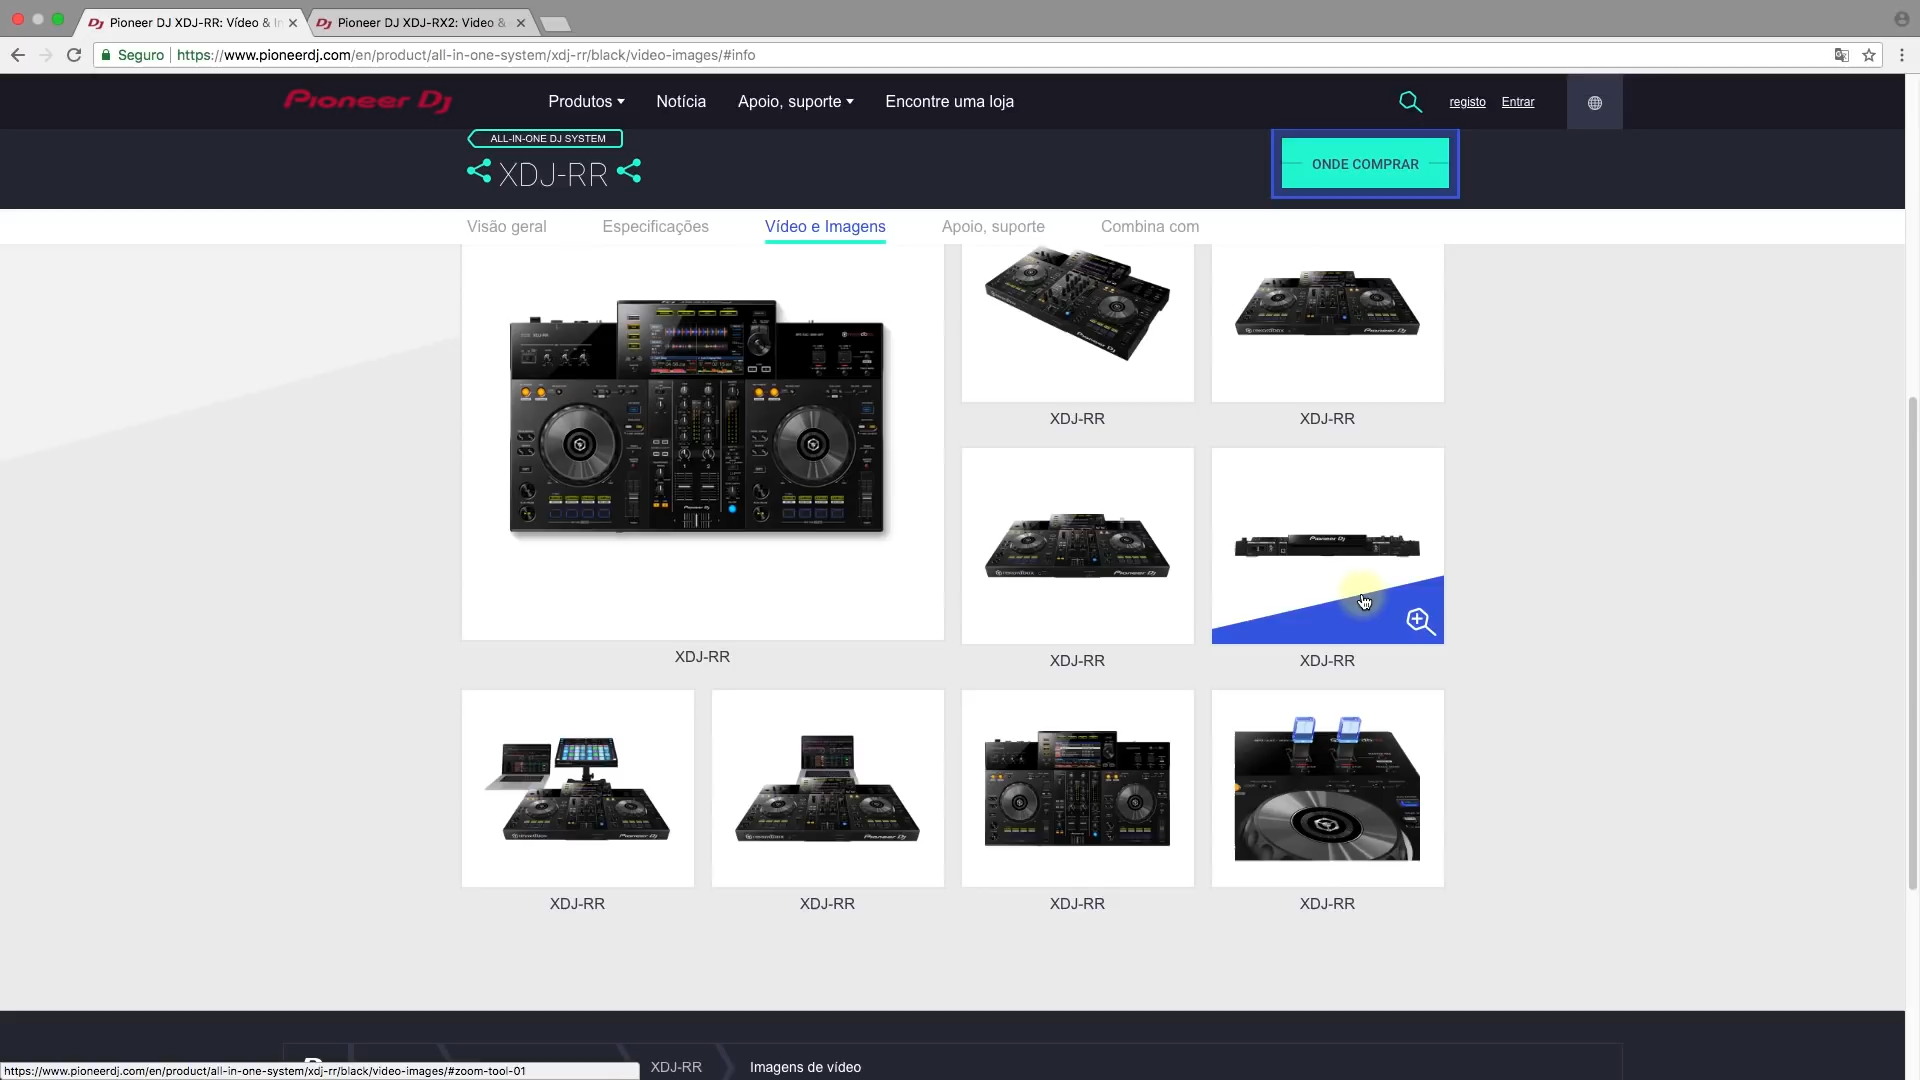 Pioneer DJ XDJ-RR: Vídeo & In
Pioneer DJ XDJ-RX2: Video &
Seguro
https://www.pioneerdj.com/en/product/all-in-one-system/xdj-rr/black/video-images/#info
Pioneer Dj
Produtos
Notícia
Apoio, suporte
Encontre uma loja
registo
Entrar
ALL-IN-ONE DJ SYSTEM
XDJ-RR
ONDE COMPRAR
Visão geral
Especificações
Vídeo e Imagens
Apoio, suporte
Combina com
XDJ-RR
XDJ-RR
XDJ-RR
XDJ-RR
XDJ-RR
XDJ-RR
XDJ-RR
XDJ-RR
XDJ-RR
XDJ-RR
Imagens de vídeo
https://www.pioneerdj.com/en/product/all-in-one-system/xdj-rr/black/video-images/#zoom-tool-01